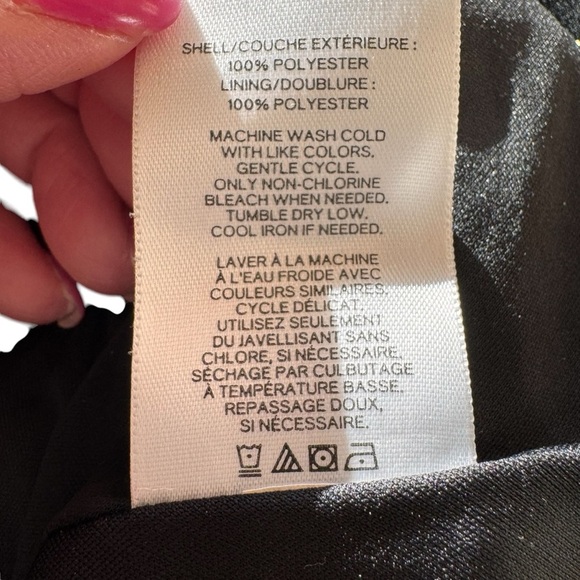 SHELL/COUCHE EXTÉRIEURE :
100% POLYESTER
LINING/DOUBLURE :
100% POLYESTER
MACHINE WASH COLD
WITH LIKE COLORS.
GENTLE CYCLE.
ONLY NON-CHLORINE
BLEACH WHEN NEEDED.
TUMBLE DRY LOW.
COOL IRON IF NEEDED.
LAVER À LA MACHINE
À L'EAU FROIDE AVEC
COULEURS SIMILAIRES.
CYCLE DÉLICAT.
UTILISEZ SEULEMENT
DU JAVELLISANT SANS
CHLORE, SI NÉCESSAIRE.
SÉCHAGE PAR CULBUTAGE
À TEMPÉRATURE BASSE.
REPASSAGE DOUX,
SI NÉCESSAIRE.